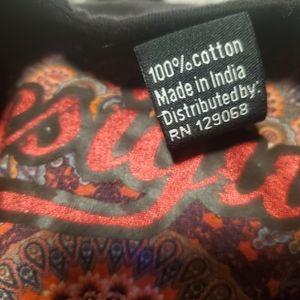 100%cotton
Made in India
Distributed by:
RN 129068